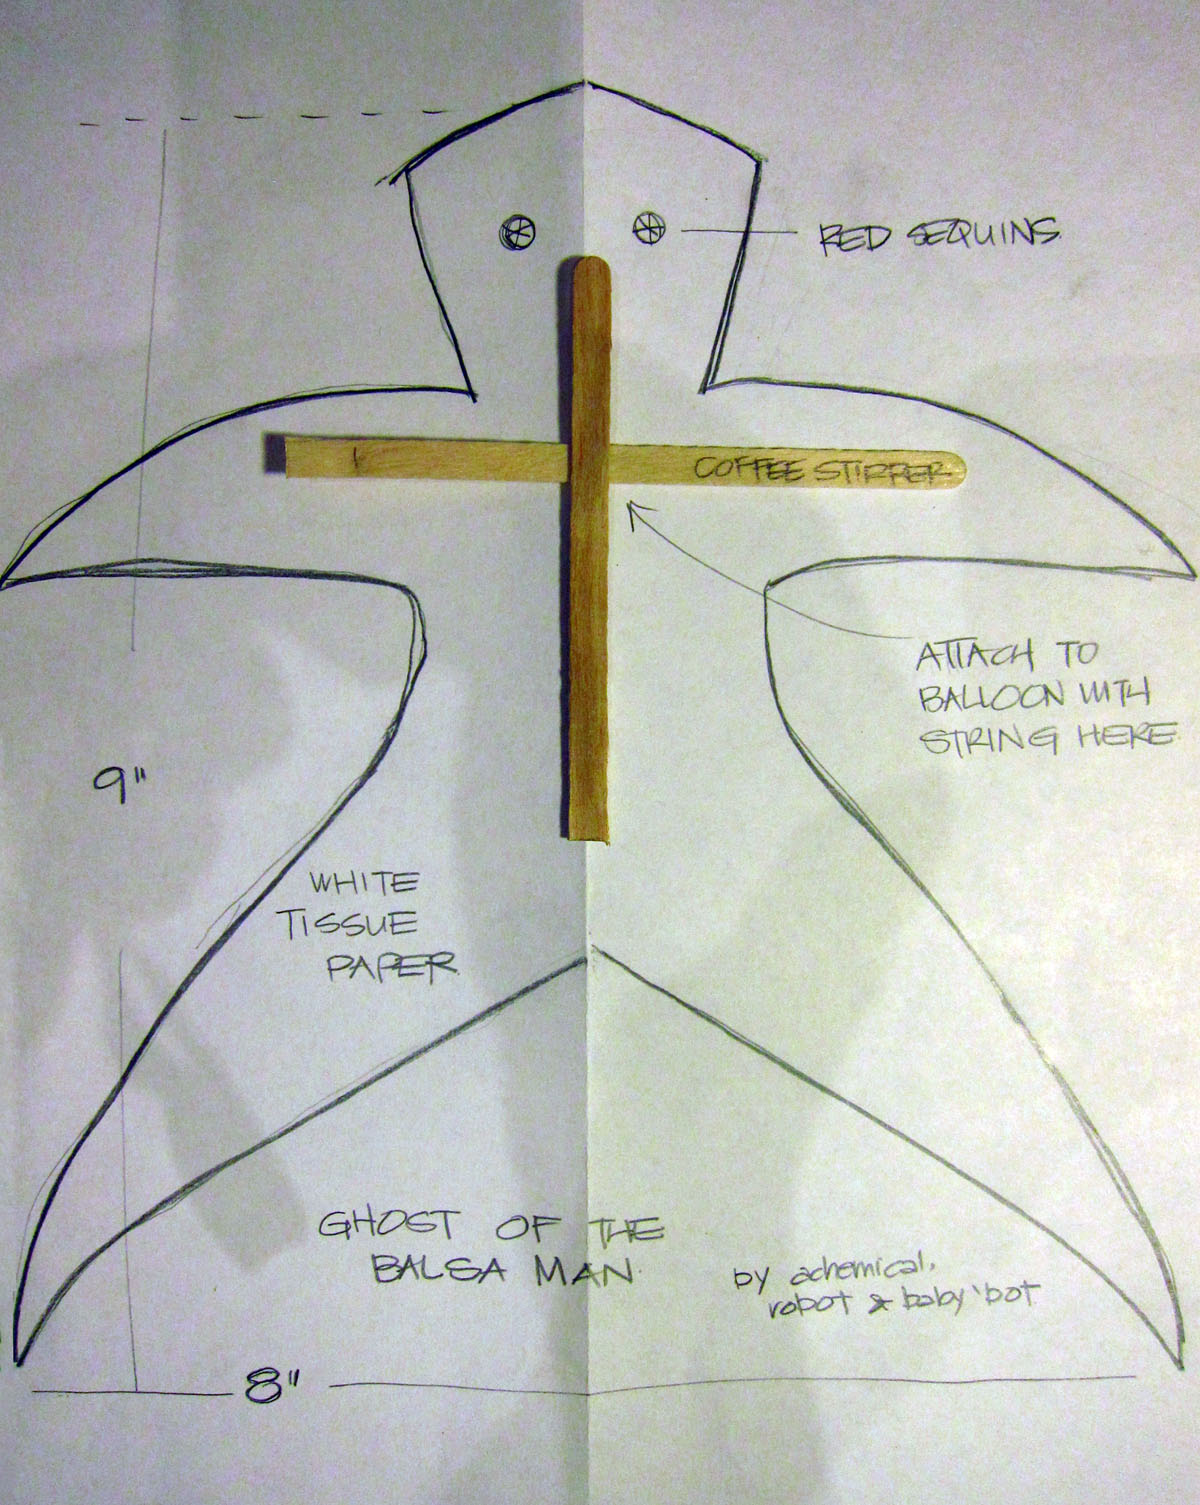 RED SEQUINS.
COFFEE STIRRER
ATTACH TO
BALLOON WITH
STRING HERE
9"
WHITE
TISSUE
PAPER.
GHOST OF THE
BALSA MAN.
by achemical,
robot & baby 'bot
8"